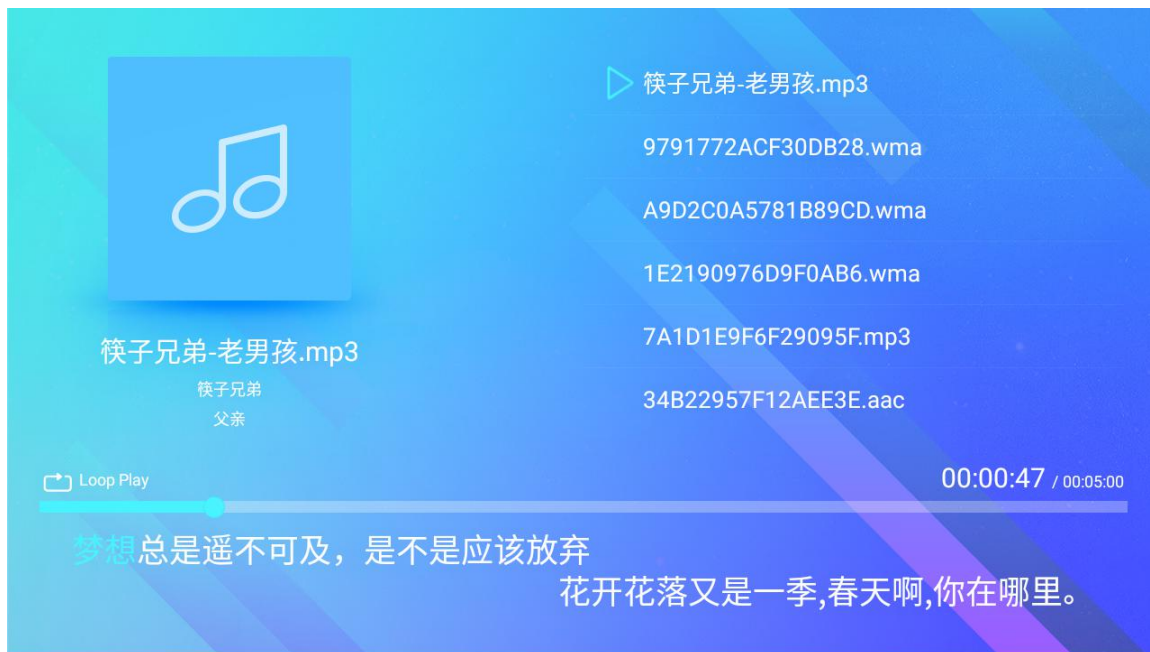 筷子兄弟-老男孩.mp3
筷子兄弟
父亲
筷子兄弟-老男孩.mp3
9791772ACF30DB28.wma
A9D2C0A5781B89CD.wma
1E2190976D9F0AB6.wma
7A1D1E9F6F29095F.mp3
34B22957F12AEE3E.aac
Loop Play
00:00:47 / 00:05:00
梦想总是遥不可及，是不是应该放弃
花开花落又是一季,春天啊,你在哪里。